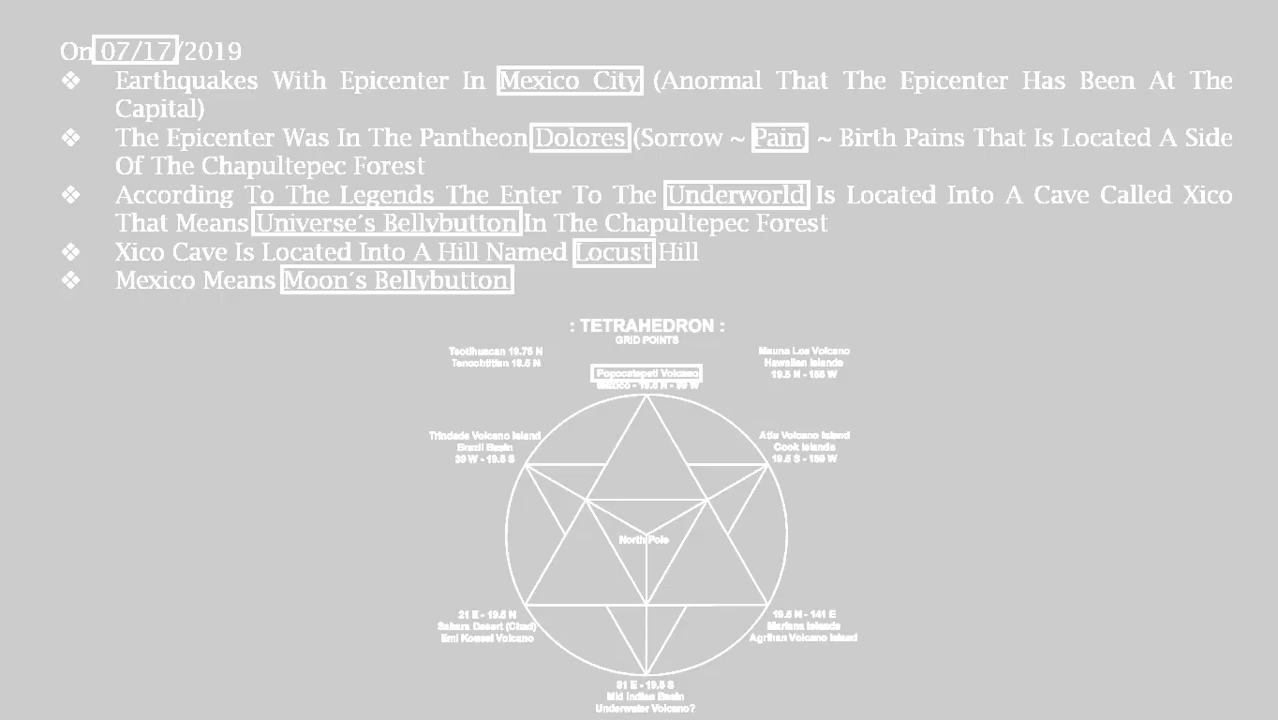 On 07/17/2019
❖ Earthquakes With Epicenter In Mexico City (Anormal That The Epicenter Has Been At The
Capital)
❖ The Epicenter Was In The Pantheon Dolores (Sorrow ~ Pain) ~ Birth Pains That Is Located A Side
Of The Chapultepec Forest
❖ According To The Legends The Enter To The Underworld Is Located Into A Cave Called Xico
That Means Universe´s Bellybutton In The Chapultepec Forest
❖ Xico Cave Is Located Into A Hill Named Locust Hill
❖ Mexico Means Moon´s Bellybutton
: TETRAHEDRON :
GRID POINTS
Teotihuacan 19.75 N
Tenochtitlan 19.5 N
Mauna Loa Volcano
Hawaiian Islands
19.5 N - 155 W
Popocatepetl Volcano
Mexico - 19.5 N - 99 W
Trindade Volcano Island
Brazil Basin
39 W - 19.5 S
Atiu Volcano Island
Cook Islands
19.5 S - 159 W
North Pole
21 E - 19.5 N
Sahara Desert (Chad)
Emi Koussi Volcano
19.5 N - 141 E
Mariana Islands
Agrihan Volcano Island
81 E - 19.5 S
Mid Indian Basin
Underwater Volcano?